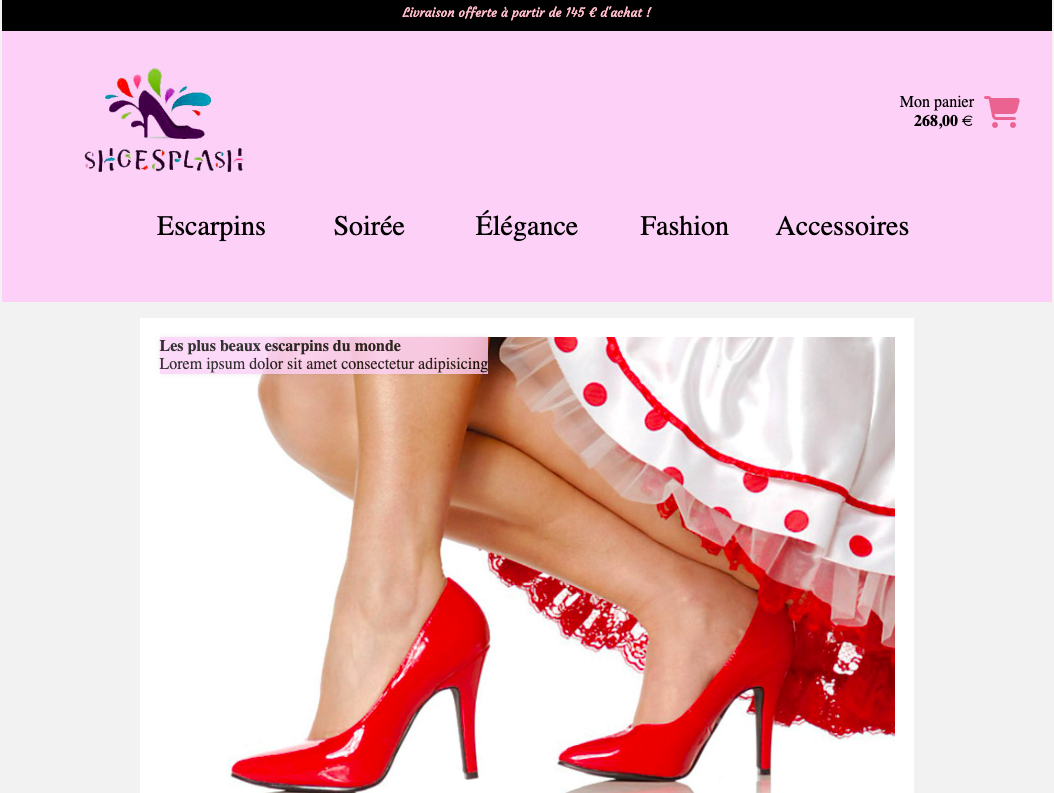 Livraison offerte à partir de 145 € d'achat !
SHOESPLASH
Mon panier
268,00 €
Escarpins Soirée Élégance Fashion Accessoires
Les plus beaux escarpins du monde
Lorem ipsum dolor sit amet consectetur adipisicing